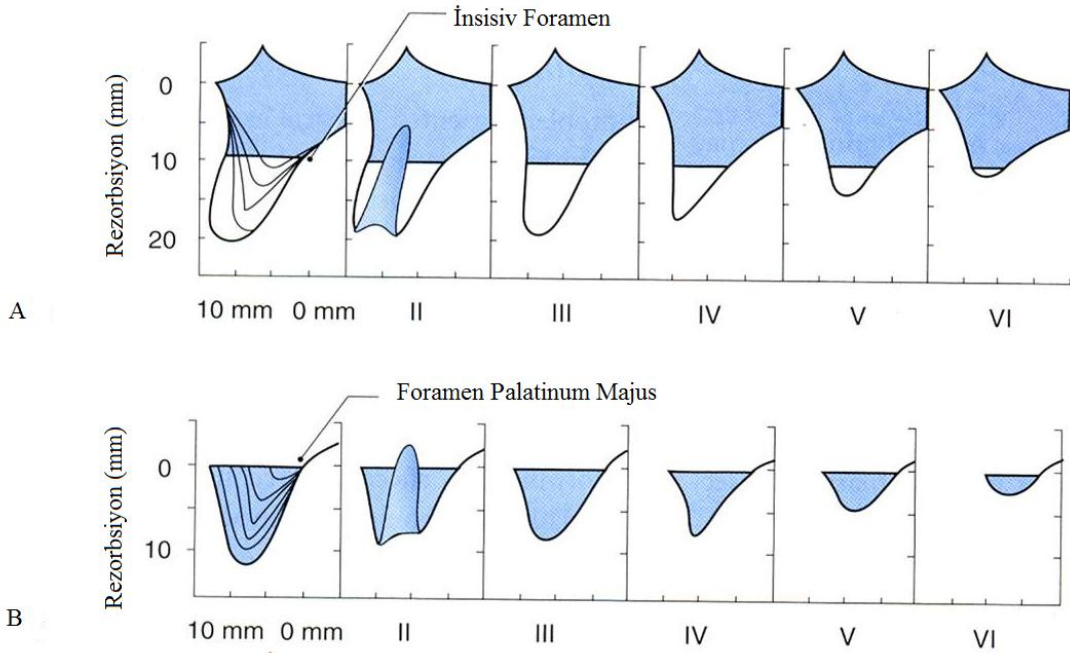 İnsisiv Foramen
Rezorbsiyon (mm)
0
10
20
A
10 mm 0 mm II III IV V VI
Foramen Palatinum Majus
Rezorbsiyon (mm)
0
10
B
10 mm 0 mm II III IV V VI